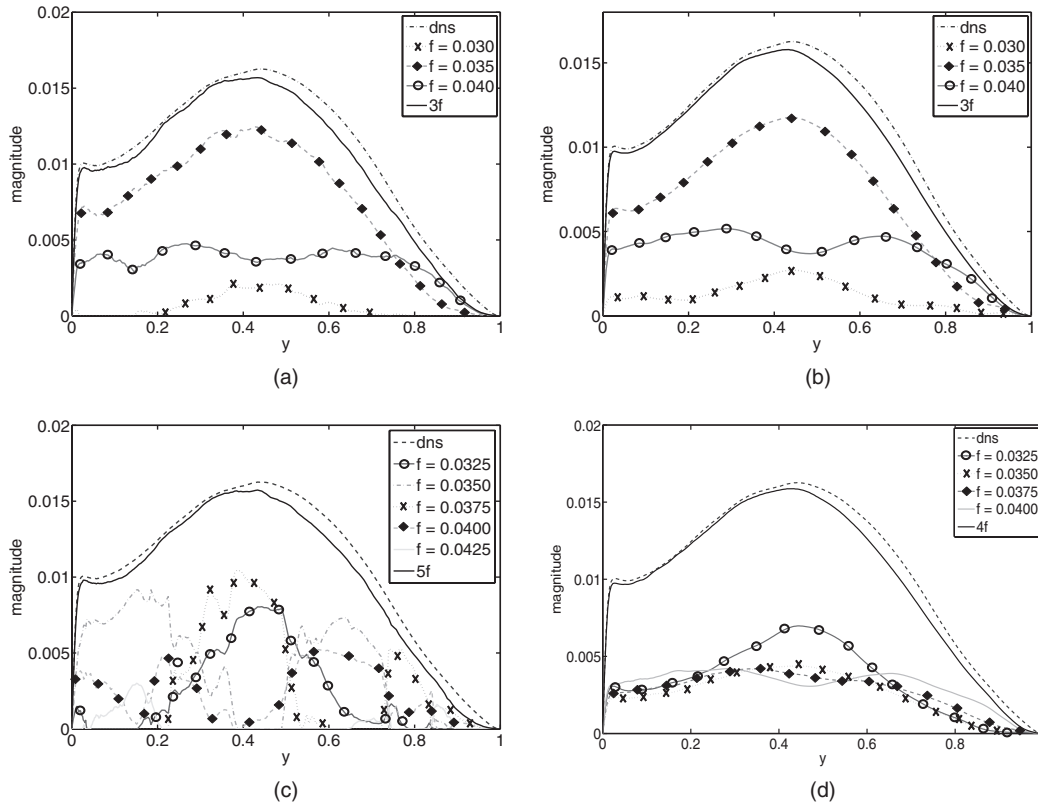 0.02
0.015
0.01
0.005
0
magnitude
0
0.2
0.4
0.6
0.8
1
y
dns
f = 0.030
f = 0.035
f = 0.040
3f
(a)
0.015
0.01
0.005
0
magnitude
0
0.2
0.4
0.6
0.8
1
y
dns
f = 0.030
f = 0.035
f = 0.040
3f
(b)
0.02
0.015
0.01
0.005
0
magnitude
0
0.2
0.4
0.6
0.8
1
y
dns
f = 0.0325
f = 0.0350
f = 0.0375
f = 0.0400
f = 0.0425
5f
(c)
0.02
0.015
0.01
0.005
0
magnitude
0
0.2
0.4
0.6
0.8
y
dns
f = 0.0325
f = 0.0350
f = 0.0375
f = 0.0400
4f
(d)